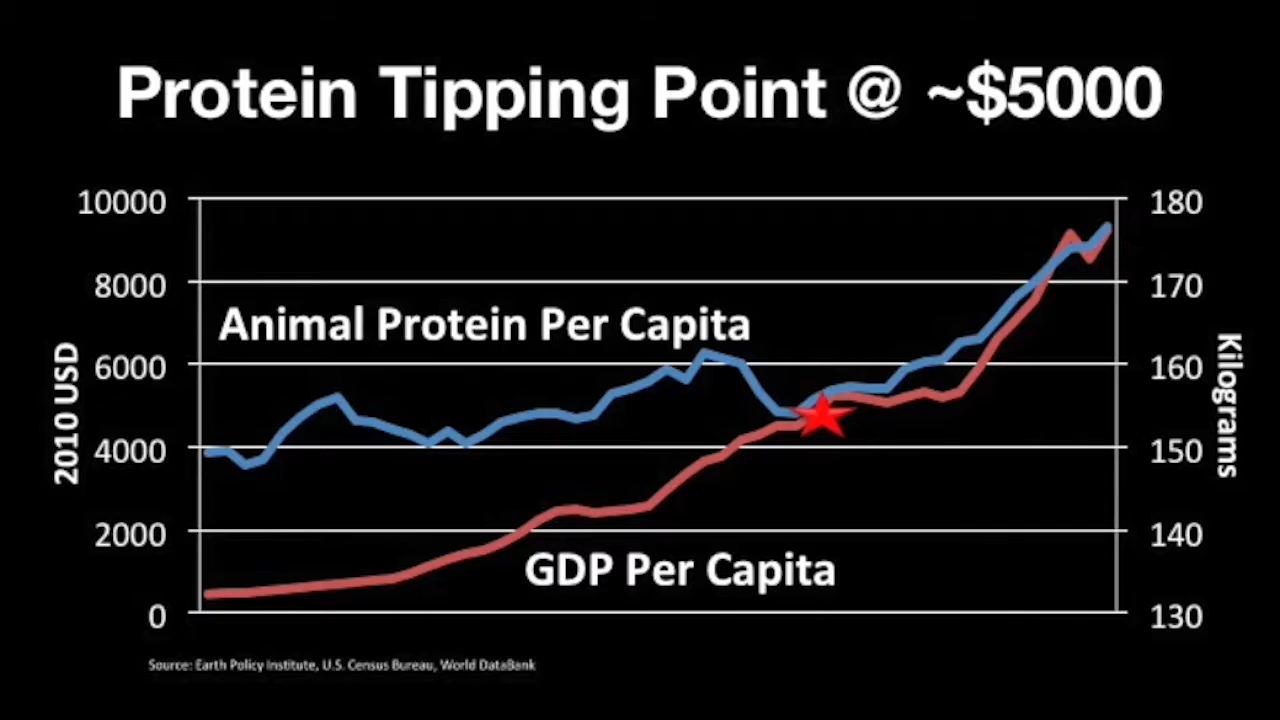 Protein Tipping Point @ ~$5000
10000
8000
6000
4000
2000
0
2010 USD
Animal Protein Per Capita
GDP Per Capita
180
170
160
150
140
130
Kilograms
Source: Earth Policy Institute, U.S. Census Bureau, World DataBank